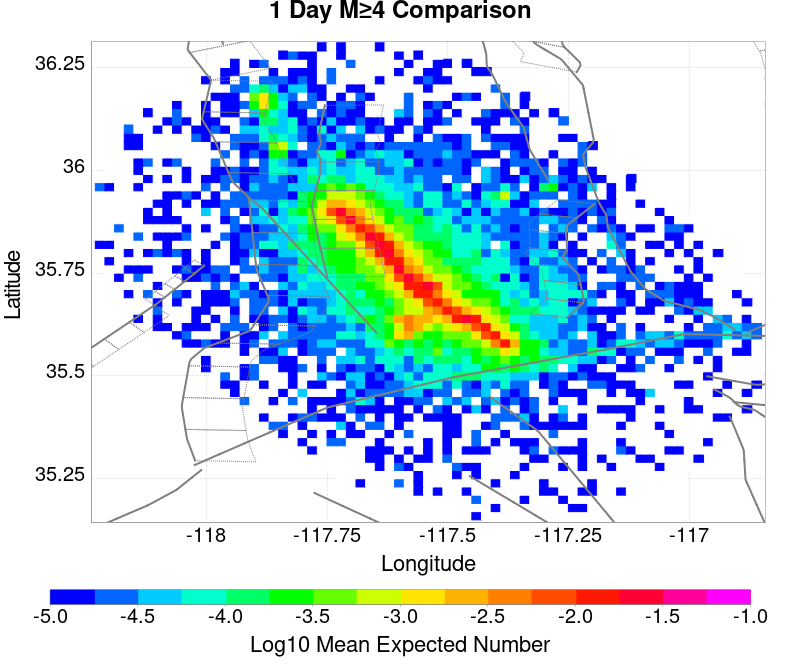 1 Day M≥4 Comparison
36.25
36
35.75
35.5
35.25
Latitude
-118 -117.75 -117.5 -117.25 -117
Longitude
-5.0 -4.5 -4.0 -3.5 -3.0 -2.5 -2.0 -1.5 -1.0
Log10 Mean Expected Number